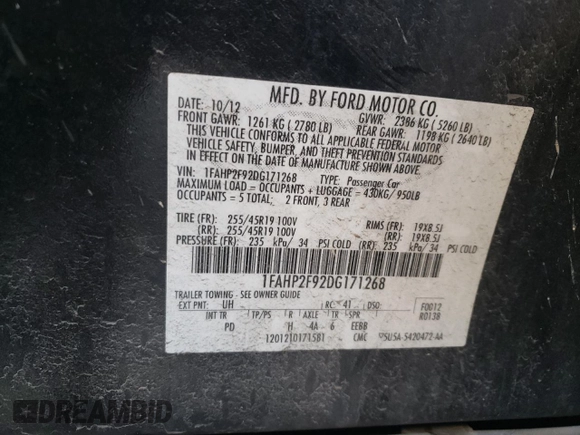 MFD. BY FORD MOTOR CO.
DATE: 10/12 GVWR: 2386 KG ( 5260 LB)
FRONT GAWR: 1261 KG ( 2780 LB) REAR GAWR: 1198 KG ( 2640 LB)
THIS VEHICLE CONFORMS TO ALL APPLICABLE FEDERAL MOTOR
VEHICLE SAFETY, BUMPER, AND THEFT PREVENTION STANDARDS
IN EFFECT ON THE DATE OF MANUFACTURE SHOWN ABOVE.
VIN: 1FAHP2F92DG171268 TYPE: Passenger Car
MAXIMUM LOAD = OCCUPANTS + LUGGAGE = 430KG/ 950LB
OCCUPANTS = 5 TOTAL; 2 FRONT, 3 REAR
TIRE (FR): 255/45R19 100V RIMS (FR): 19X8.5J
(RR): 255/45R19 100V (RR): 19X8.5J
PRESSURE (FR): 235 kPa/ 34 PSI COLD (RR): 235 kPa/ 34 PSI COLD
1FAHP2F92DG171268
TRAILER TOWING - SEE OWNER GUIDE
EXT PNT: UH RC: 41 DSO: F0012
R0138
INT TR TP/PS R AXLE TR SPR
PD H 4A 6 EEBB
1201210171581 CMC 5U5A-5420472-AA
DREAMBID